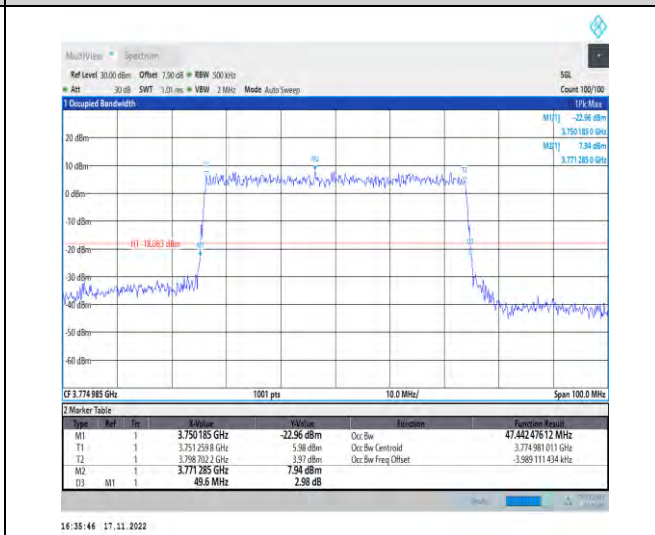 MultiView Spectrum
Ref Level 30.00 dBm Offset 7.90 dB RBW 500 kHz SGL
Att 30 dB SWT 1.01 ms VBW 2 MHz Mode Auto Sweep Count 100/100
1 Occupied Bandwidth 1Pk Max
M1[1] -22.96 dBm
3.750185 0 GHz
M2[1] 7.94 dBm
3.771 285 0 GHz
20 dBm
10 dBm
0 dBm
-10 dBm
H1 -18.063 dBm
-20 dBm
-30 dBm
-40 dBm
-50 dBm
-60 dBm
M1
T1
M2
T2
CF 3.774 985 GHz 1001 pts 10.0 MHz/ Span 100.0 MHz
2 Marker Table
Type Ref Trc X-Value Y-Value Function Function Result
M1 1 3.750185 GHz -22.96 dBm Occ Bw 47.442 476 12 MHz
T1 1 3.751 259 8 GHz 5.98 dBm Occ Bw Centroid 3.774 981 011 GHz
T2 1 3.798 702 2 GHz 3.97 dBm Occ Bw Freq Offset -3.989 111 434 kHz
M2 1 3.771 285 GHz 7.94 dBm
D3 M1 1 49.6 MHz 2.98 dB
16:35:46 17.11.2022